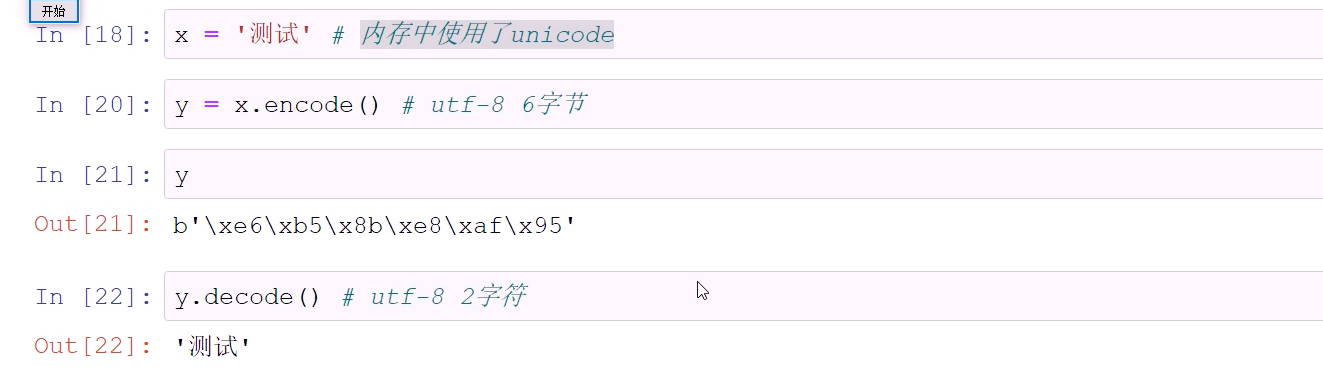 开始
In [18]: x = '测试' # 内存中使用了unicode
In [20]: y = x.encode() # utf-8 6字节
In [21]: y
Out[21]: b'\xe6\xb5\x8b\xe8\xaf\x95'
In [22]: y.decode() # utf-8 2字符
Out[22]: '测试'